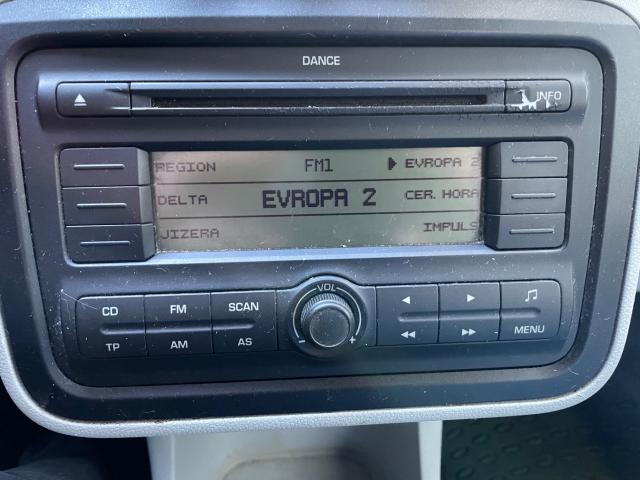 DANCE
INFO
REGION FM1 EVROPA 2
DELTA EVROPA 2 CER. HORA
JIZERA IMPULS
VOL
CD FM SCAN
TP AM AS MENU
- +